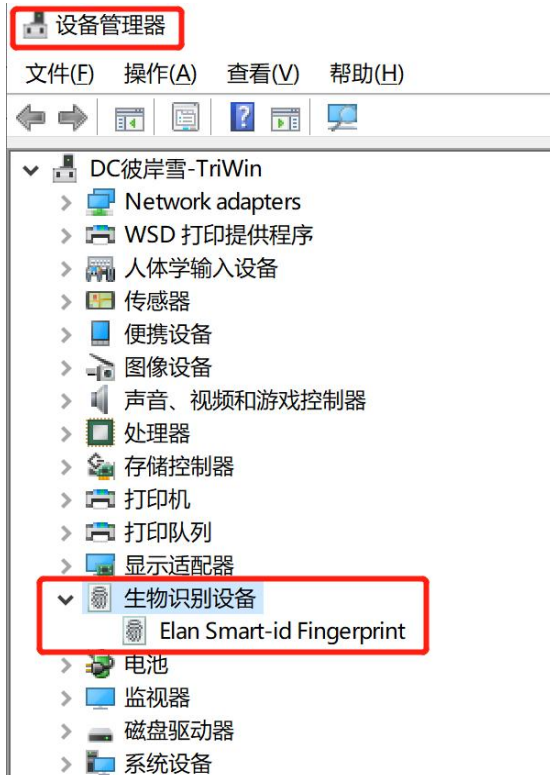 设备管理器
文件(F) 操作(A) 查看(V) 帮助(H)
DC彼岸雪-TriWin
Network adapters
WSD 打印提供程序
人体学输入设备
传感器
便携设备
图像设备
声音、视频和游戏控制器
处理器
存储控制器
打印机
打印队列
显示适配器
生物识别设备
Elan Smart-id Fingerprint
电池
监视器
磁盘驱动器
系统设备